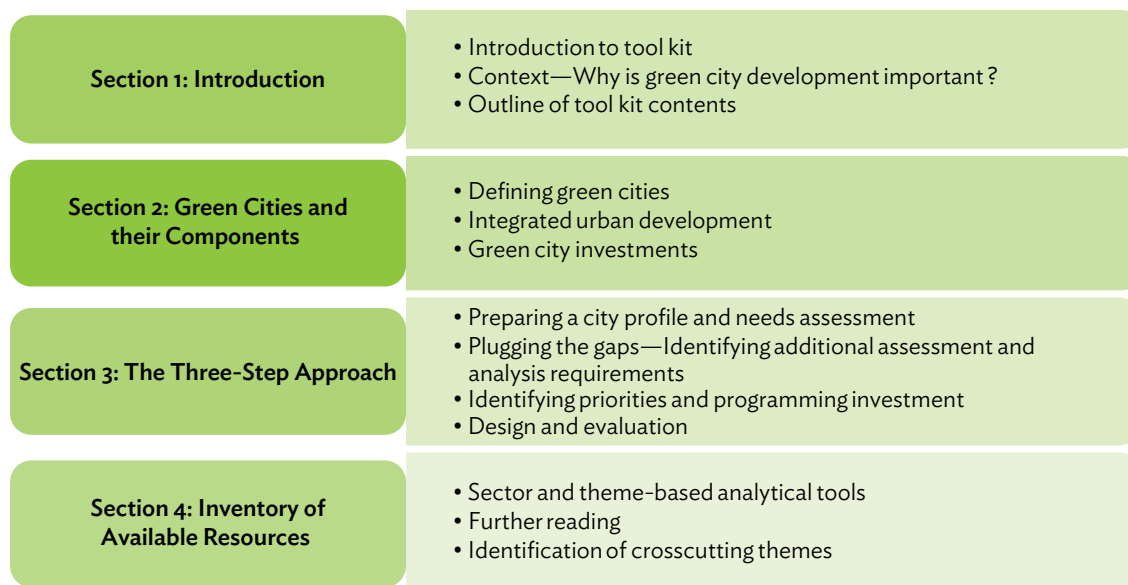 Section 1: Introduction
• Introduction to tool kit
• Context—Why is green city development important?
• Outline of tool kit contents
Section 2: Green Cities and
their Components
• Defining green cities
• Integrated urban development
• Green city investments
Section 3: The Three-Step Approach
• Preparing a city profile and needs assessment
• Plugging the gaps—Identifying additional assessment and
analysis requirements
• Identifying priorities and programming investment
• Design and evaluation
Section 4: Inventory of
Available Resources
• Sector and theme-based analytical tools
• Further reading
• Identification of crosscutting themes